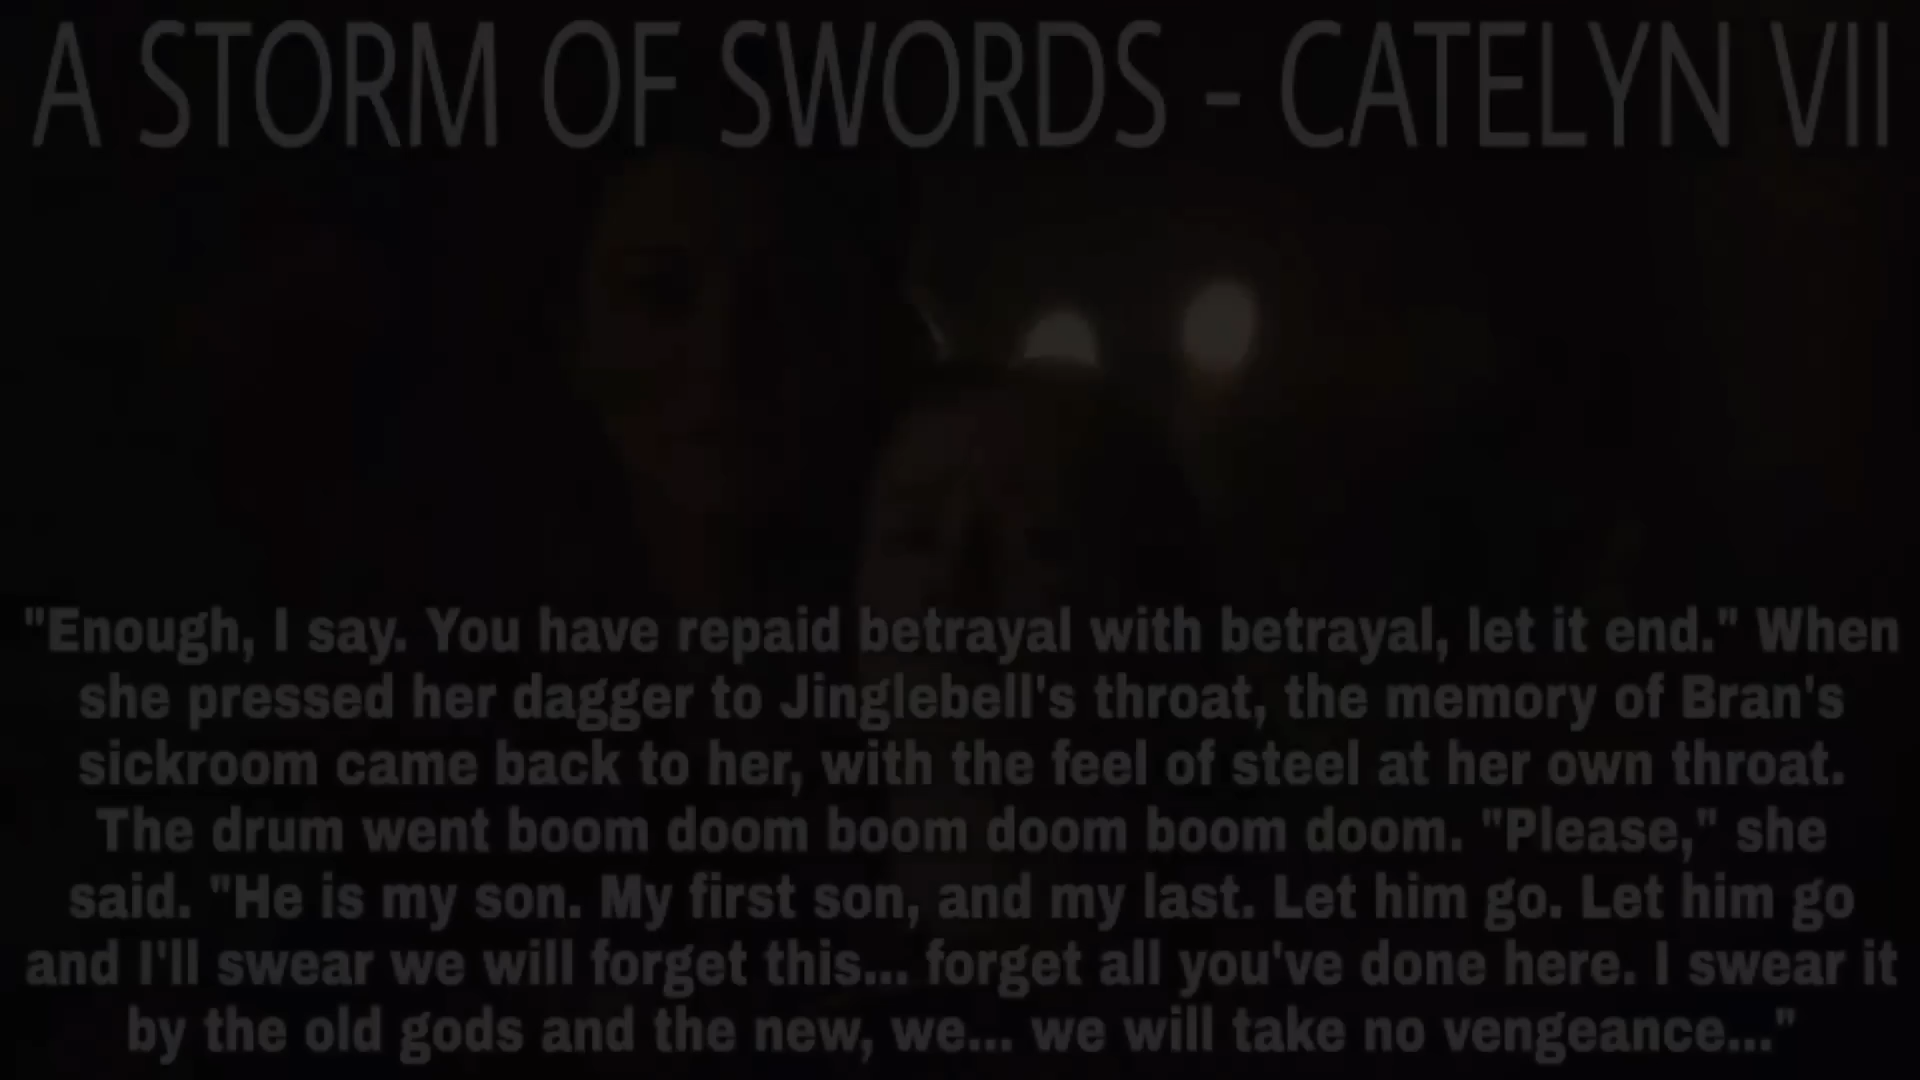 A STORM OF SWORDS - CATELYN VII
"Enough, I say. You have repaid betrayal with betrayal, let it end." When
she pressed her dagger to Jinglebell's throat, the memory of Bran's
sickroom came back to her, with the feel of steel at her own throat.
The drum went boom doom boom doom boom doom. "Please," she
said. "He is my son. My first son, and my last. Let him go. Let him go
and I'll swear we will forget this... forget all you've done here. I swear it
by the old gods and the new, we... we will take no vengeance..."